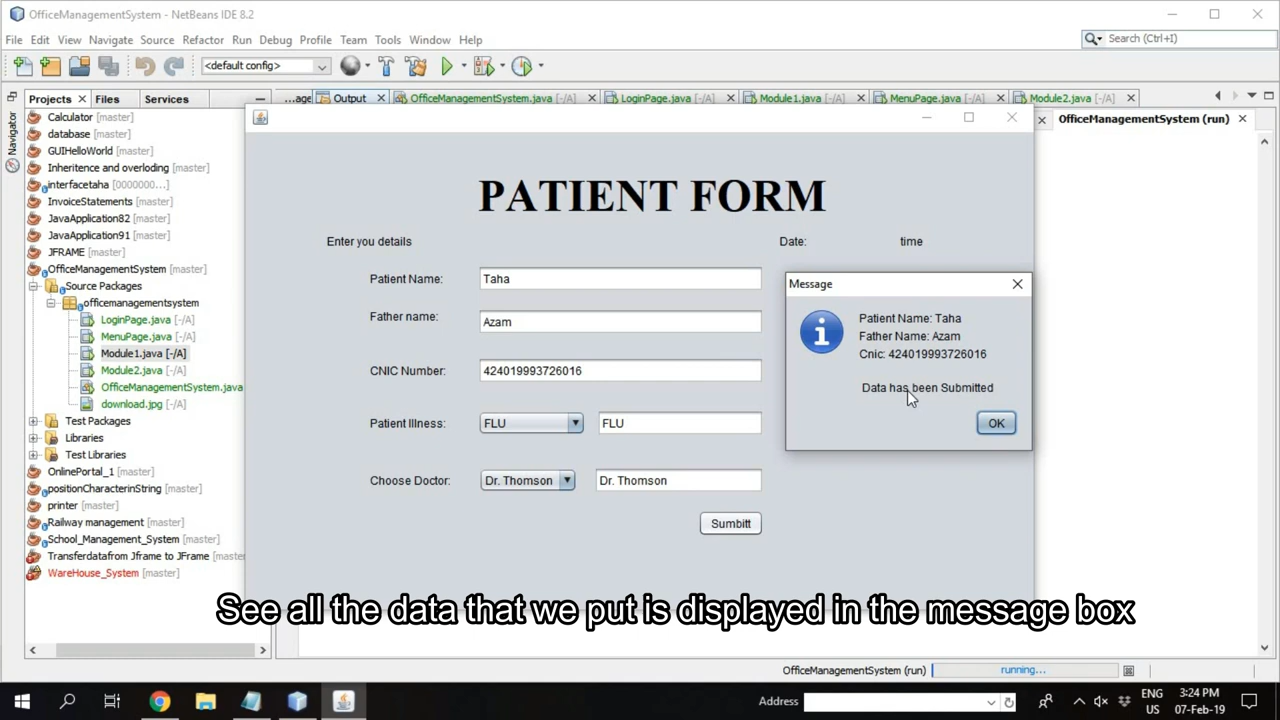 OfficeManagementSystem - NetBeans IDE 8.2
File Edit View Navigate Source Refactor Run Debug Profile Team Tools Window Help
Search (Ctrl+I)
<default config>
Projects Files Services
...age Output OfficeManagementSystem.java [-/A] LoginPage.java [-/A] Module1.java [-/A] MenuPage.java [-/A] Module2.java [-/A]
OfficeManagementSystem (run)
Navigator
Calculator [master]
database [master]
GUIHelloWorld [master]
Inheritence and overloding [master]
interfacetaha [0000000...]
InvoiceStatements [master]
JavaApplication82 [master]
JavaApplication91 [master]
JFRAME [master]
OfficeManagementSystem [master]
Source Packages
officemanagementsystem
LoginPage.java [-/A]
MenuPage.java [-/A]
Module1.java [-/A]
Module2.java [-/A]
OfficeManagementSystem.java
download.jpg [-/A]
Test Packages
Libraries
Test Libraries
OnlinePortal_1 [master]
positionCharacterinString [master]
printer [master]
Railway management [master]
School_Management_System [master]
Transferdatafrom Jframe to JFrame [master]
WareHouse_System [master]
PATIENT FORM
Enter you details
Date: time
Patient Name: Taha
Father name: Azam
CNIC Number: 424019993726016
Patient Illness: FLU FLU
Choose Doctor: Dr. Thomson Dr. Thomson
Sumbitt
Message
Patient Name: Taha
Father Name: Azam
Cnic: 424019993726016
Data has been Submitted
OK
See all the data that we put is displayed in the message box
OfficeManagementSystem (run) running...
Address
ENG
US
3:24 PM
07-Feb-19